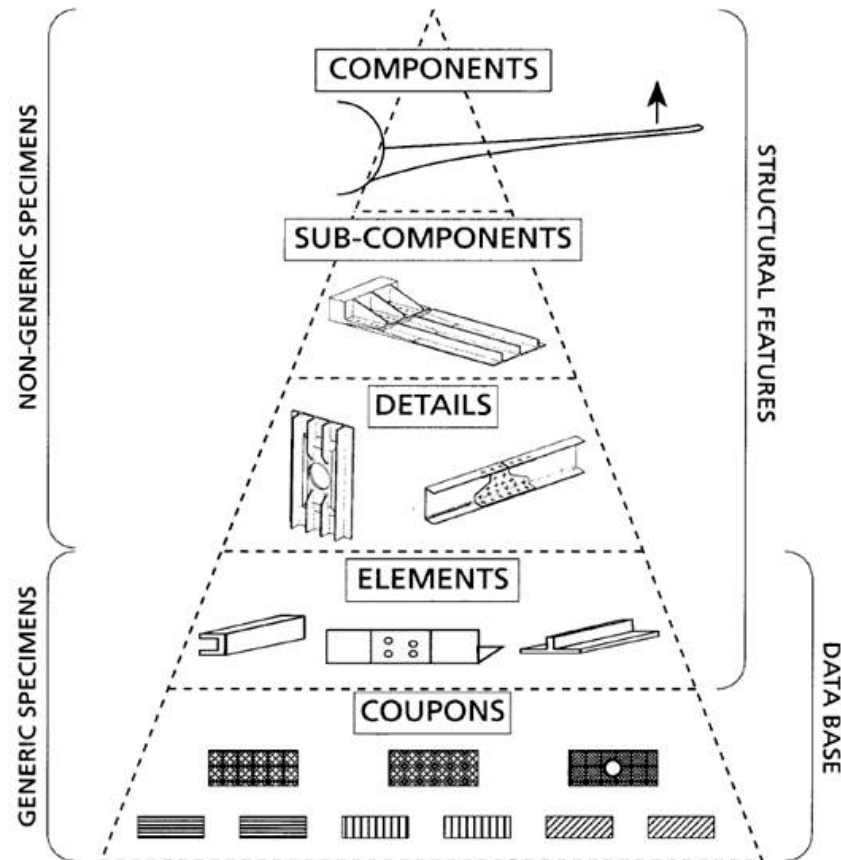 COMPONENTS
NON-GENERIC SPECIMENS
STRUCTURAL FEATURES
SUB-COMPONENTS
DETAILS
ELEMENTS
GENERIC SPECIMENS
DATA BASE
COUPONS